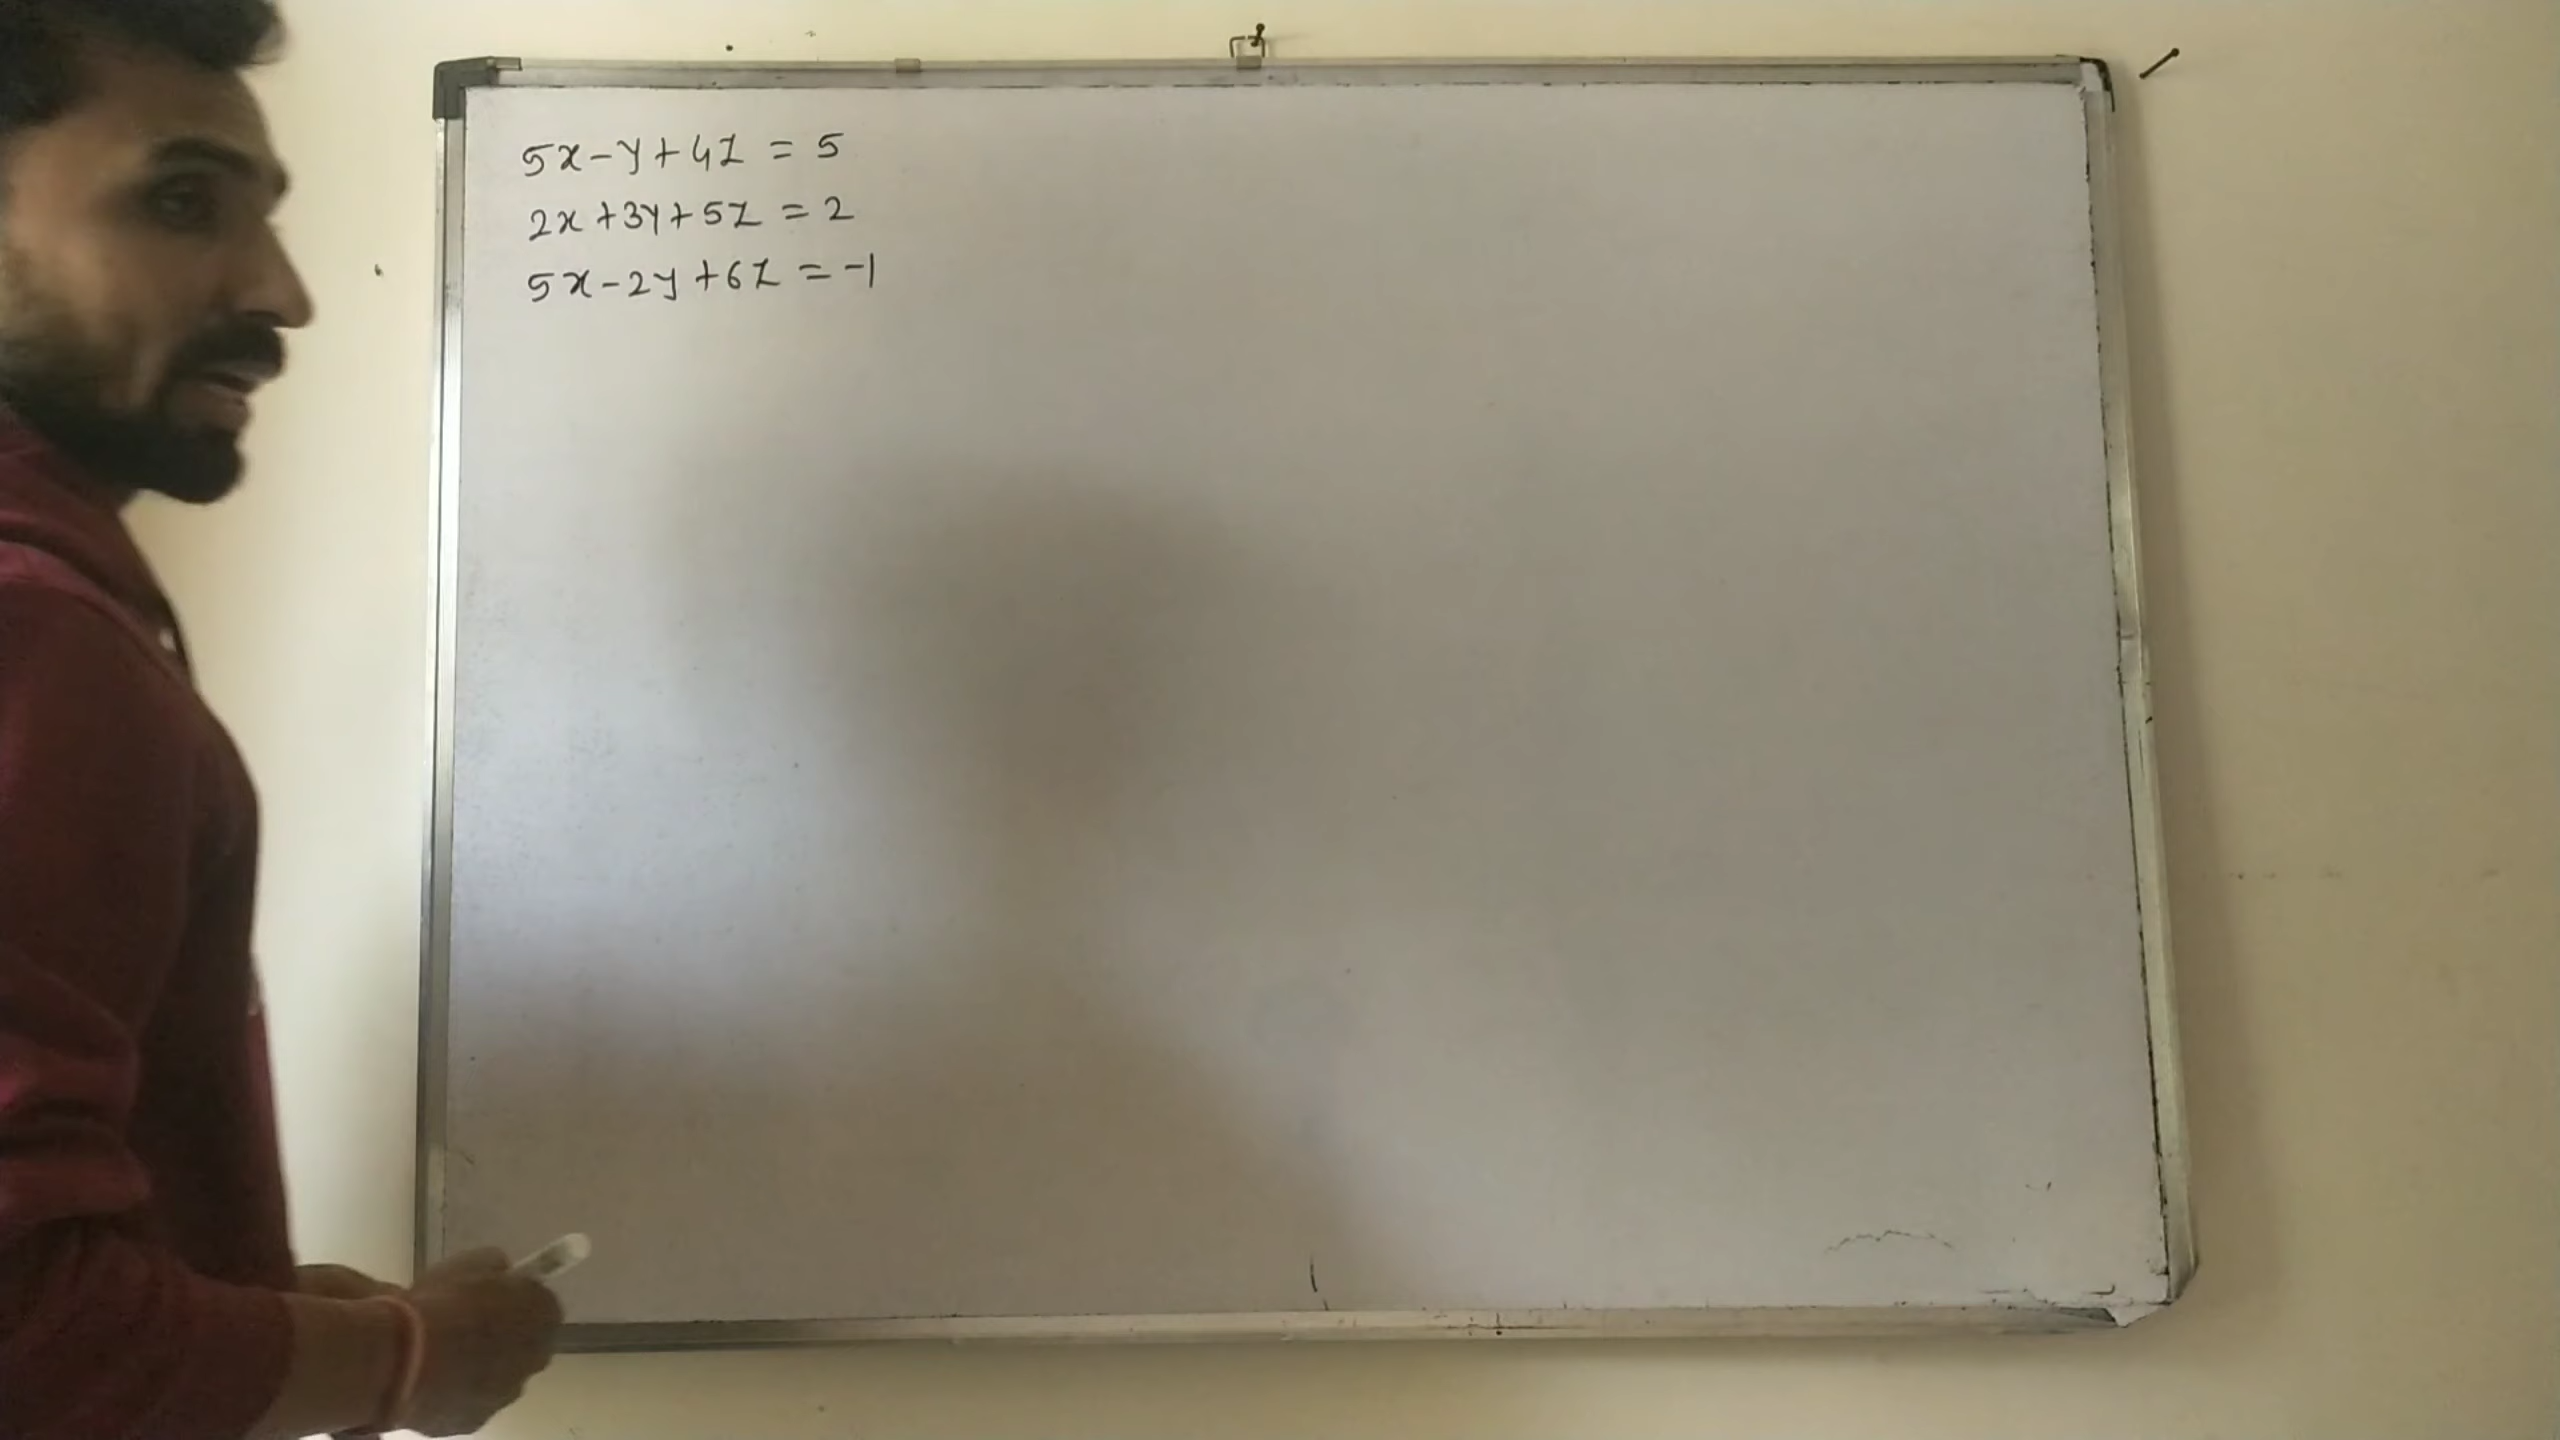 5x-y+4z = 5
2x+3y+5z = 2
5x-2y+6z = -1